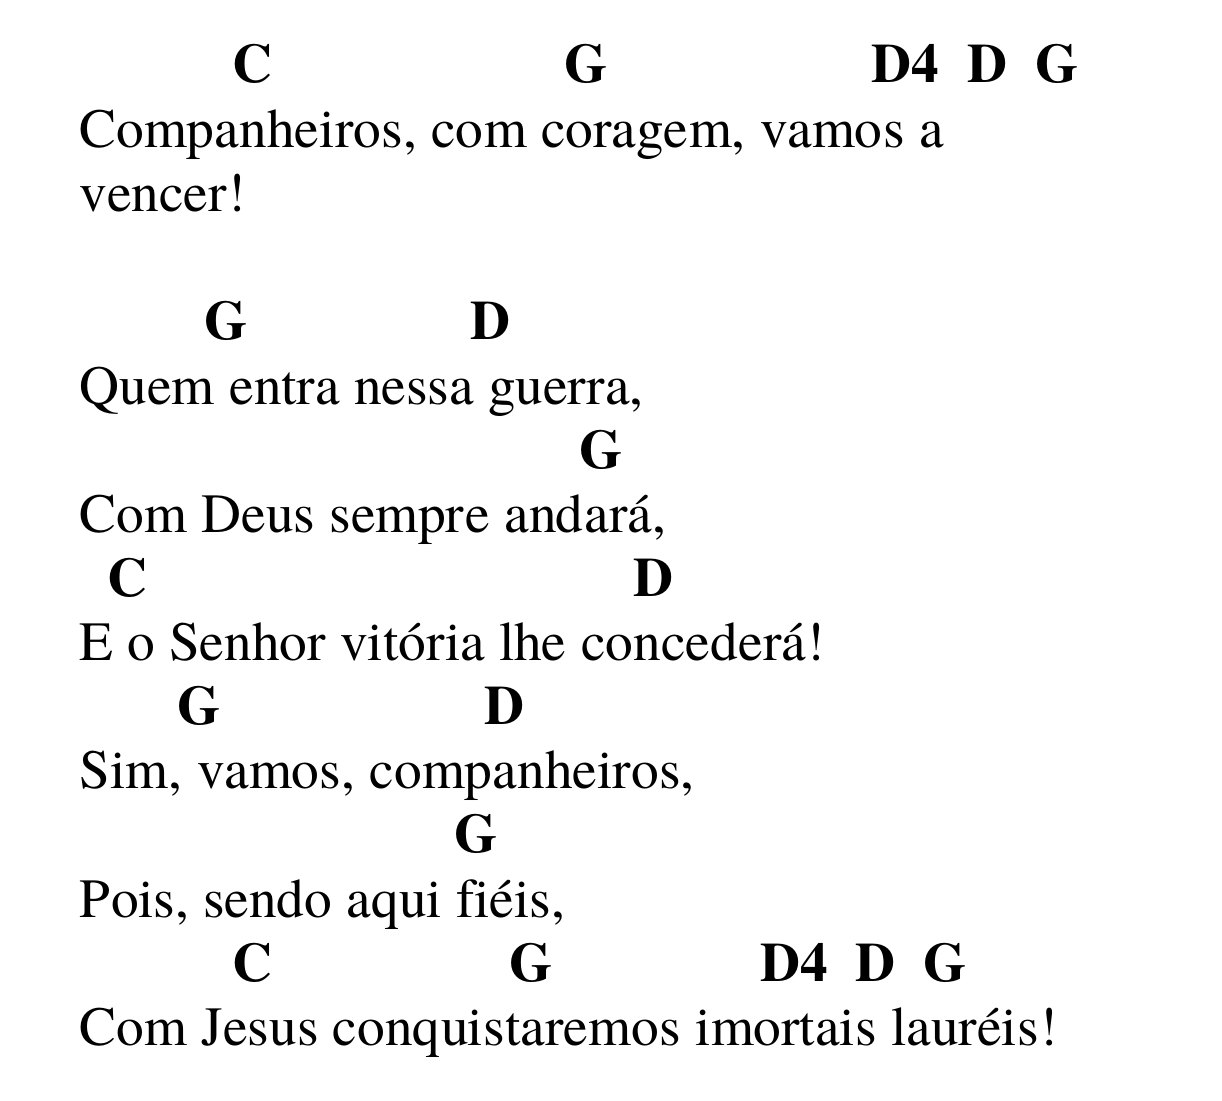 C G D4 D G
Companheiros, com coragem, vamos a
vencer!
G D
Quem entra nessa guerra,
G
Com Deus sempre andará,
C D
E o Senhor vitória lhe concederá!
G D
Sim, vamos, companheiros,
G
Pois, sendo aqui fiéis,
C G D4 D G
Com Jesus conquistaremos imortais lauréis!